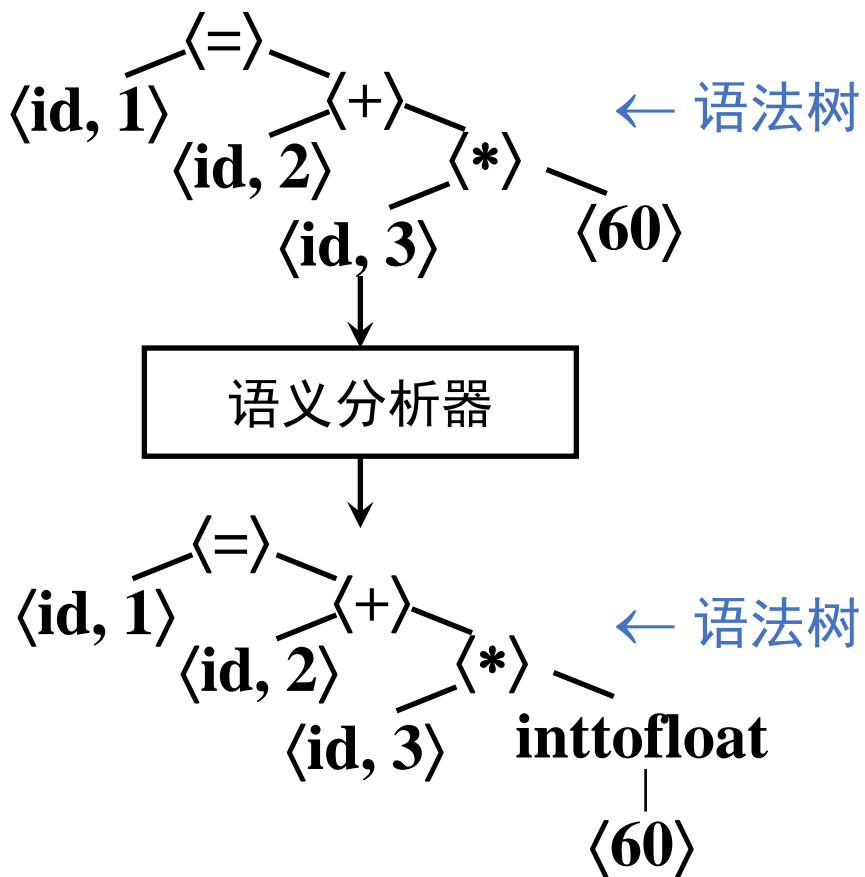 ⟨=⟩
⟨id, 1⟩ ⟨+⟩ ← 语法树
⟨id, 2⟩ ⟨*⟩
⟨id, 3⟩ ⟨60⟩
语义分析器
⟨=⟩
⟨id, 1⟩ ⟨+⟩ ← 语法树
⟨id, 2⟩ ⟨*⟩
⟨id, 3⟩ inttofloat
⟨60⟩